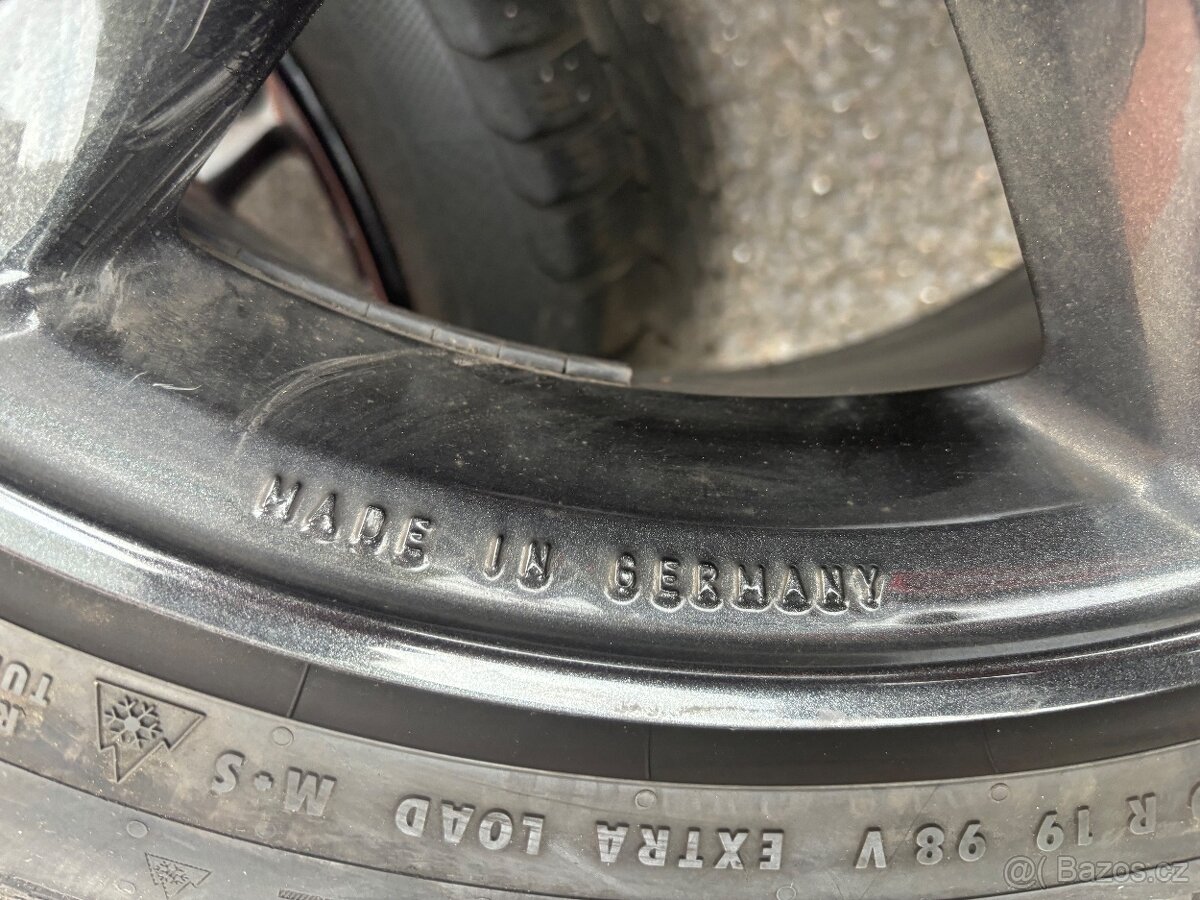 MADE IN GERMANY
R 19 98 V EXTRA LOAD M+S
@( Bazos.cz